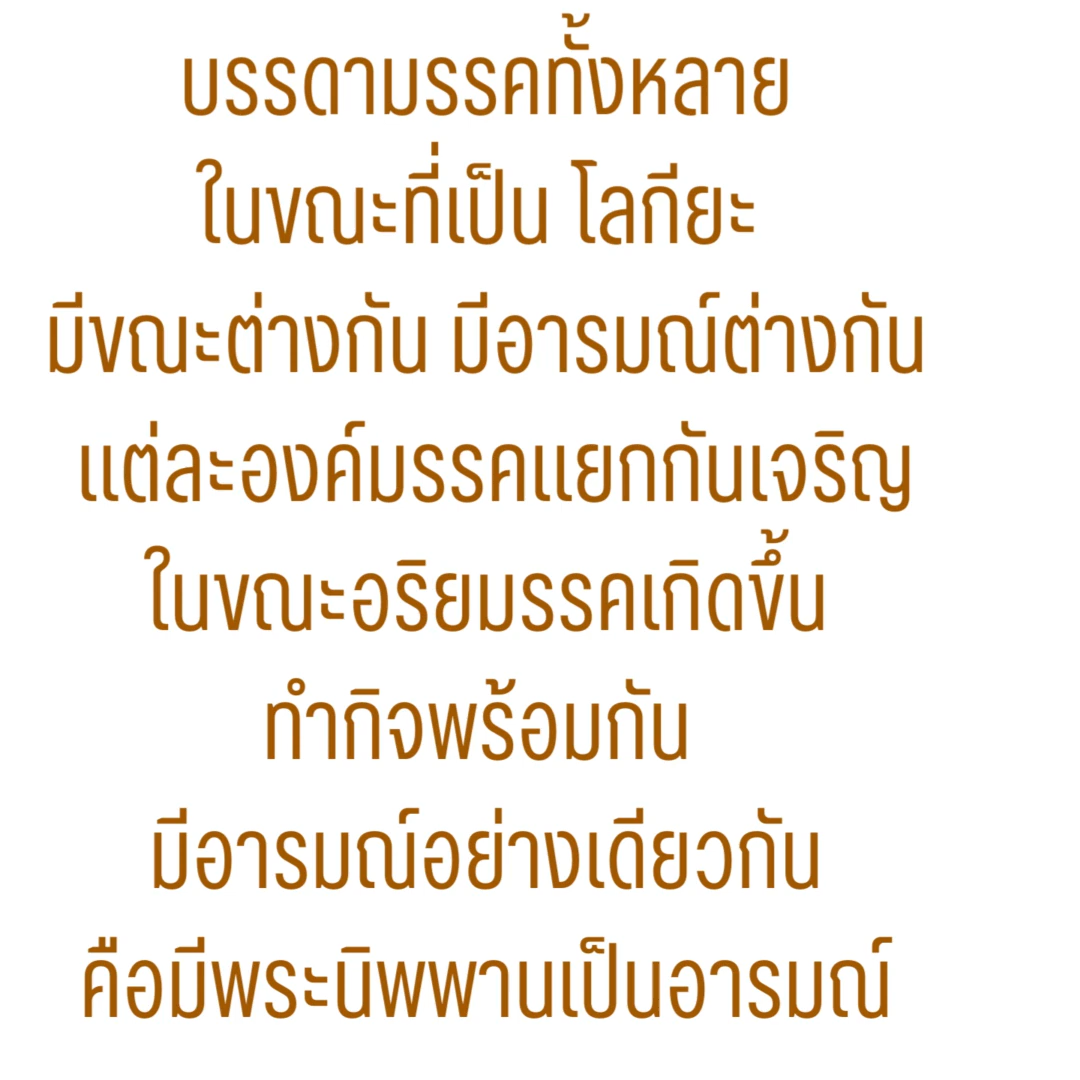 บรรดามรรคทั้งหลาย
ในขณะที่เป็น โลกียะ
มีขณะต่างกัน มีอารมณ์ต่างกัน
แต่ละองค์มรรคแยกกันเจริญ
ในขณะอริยมรรคเกิดขึ้น
ทำกิจพร้อมกัน
มีอารมณ์อย่างเดียวกัน
คือมีพระนิพพานเป็นอารมณ์